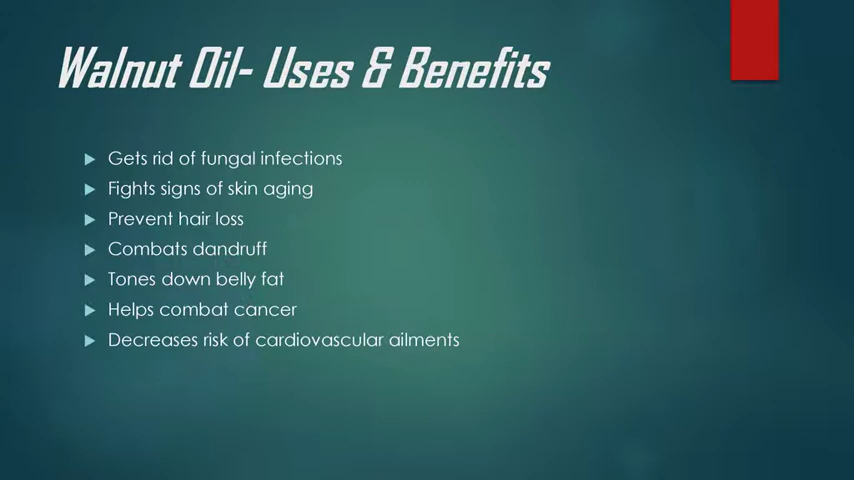 Walnut Oil- Uses & Benefits
Gets rid of fungal infections
Fights signs of skin aging
Prevent hair loss
Combats dandruff
Tones down belly fat
Helps combat cancer
Decreases risk of cardiovascular ailments